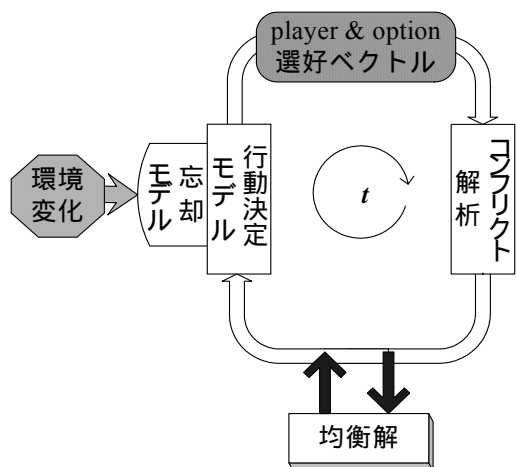 player & option
選好ベクトル
環境
変化
忘却
モデル
行動決定
モデル
t
コンフリクト
解析
均衡解